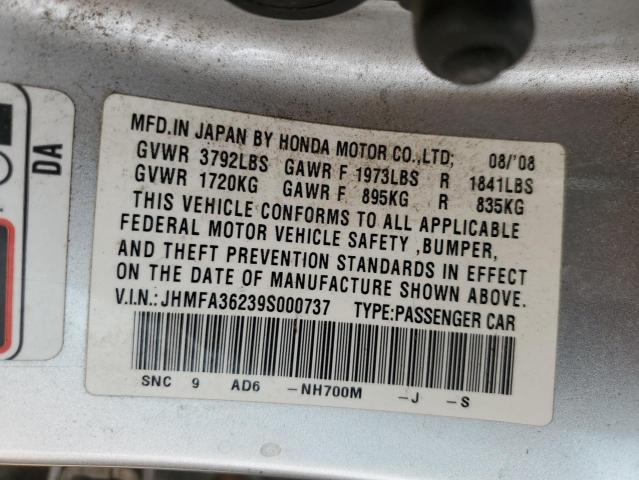 MFD.IN JAPAN BY HONDA MOTOR CO.,LTD; 08/'08
GVWR 3792LBS GAWR F 1973LBS R 1841LBS
GVWR 1720KG GAWR F 895KG R 835KG
THIS VEHICLE CONFORMS TO ALL APPLICABLE
FEDERAL MOTOR VEHICLE SAFETY ,BUMPER,
AND THEFT PREVENTION STANDARDS IN EFFECT
ON THE DATE OF MANUFACTURE SHOWN ABOVE.
V.I.N.:JHMFA36239S000737 TYPE:PASSENGER CAR
SNC 9 AD6 -NH700M -J -S
DA